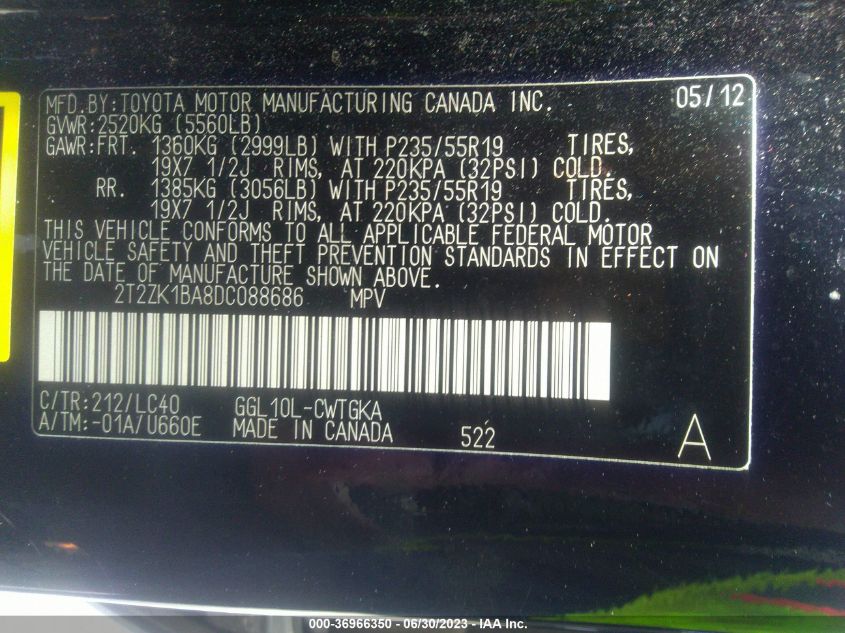 MFD.BY:TOYOTA MOTOR MANUFACTURING CANADA INC. 05/12
GVWR:2520KG (5560LB)
GAWR:FRT. 1360KG (2999LB) WITH P235/55R19 TIRES,
19X7 1/2J RIMS, AT 220KPA (32PSI) COLD.
RR. 1385KG (3056LB) WITH P235/55R19 TIRES,
19X7 1/2J RIMS, AT 220KPA (32PSI) COLD.
THIS VEHICLE CONFORMS TO ALL APPLICABLE FEDERAL MOTOR
VEHICLE SAFETY AND THEFT PREVENTION STANDARDS IN EFFECT ON
THE DATE OF MANUFACTURE SHOWN ABOVE.
2T2ZK1BA8DC088686 MPV
C/TR:212/LC40 GGL10L-CWTGKA
A/TM:-01A/U660E MADE IN CANADA 522 A
000-36966350 - 06/30/2023 - IAA Inc.